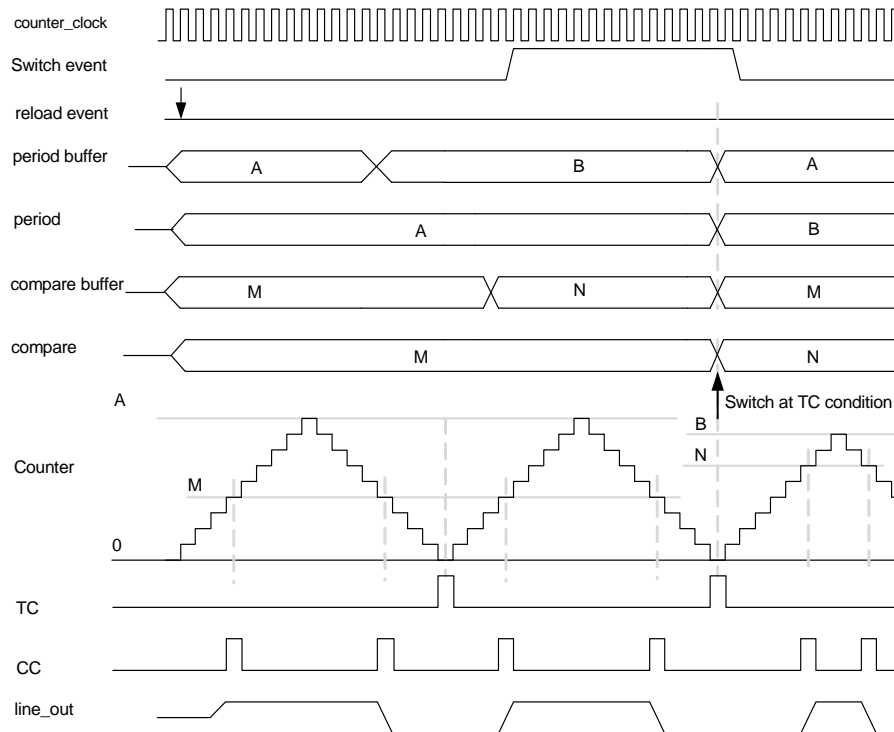 counter_clock
Switch event
reload event
period buffer
A
B
A
period
A
B
compare buffer
M
N
M
compare
M
N
A
Switch at TC condition
B
Counter
N
M
0
TC
CC
line_out